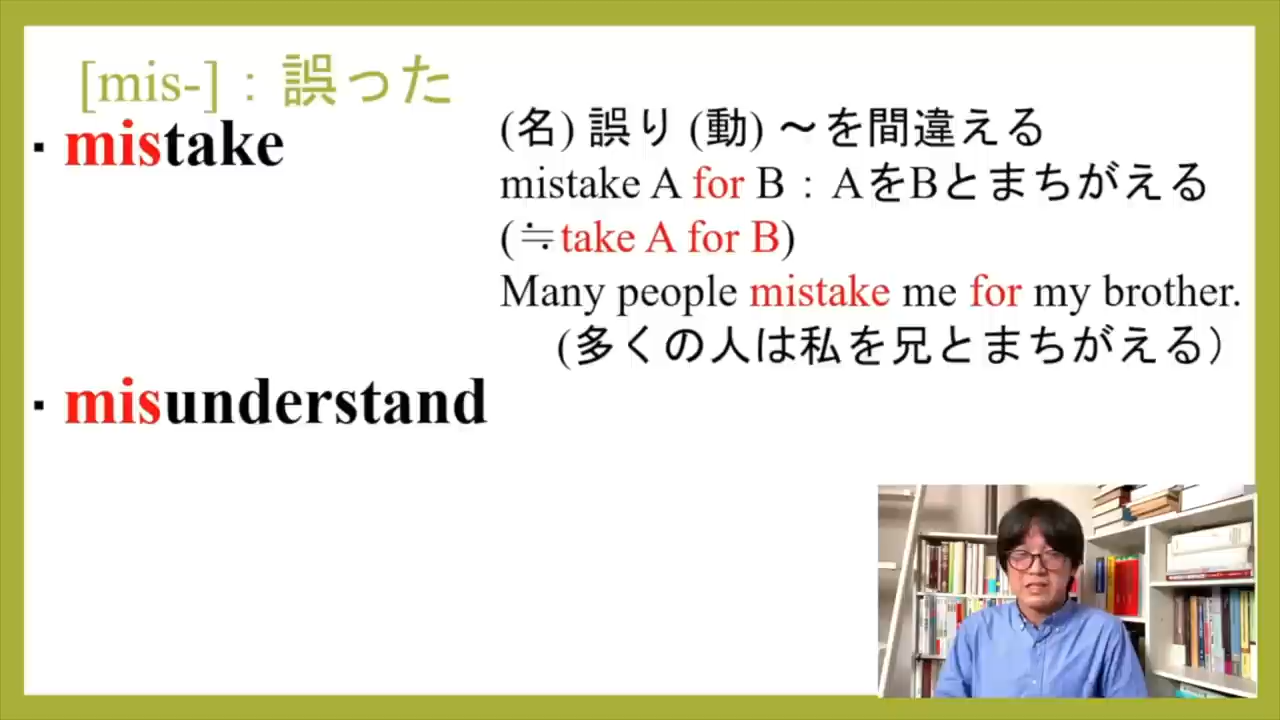 [mis-]：誤った
・mistake
(名) 誤り (動) ～を間違える
mistake A for B：AをBとまちがえる
(≒take A for B)
Many people mistake me for my brother.
(多くの人は私を兄とまちがえる）
・misunderstand